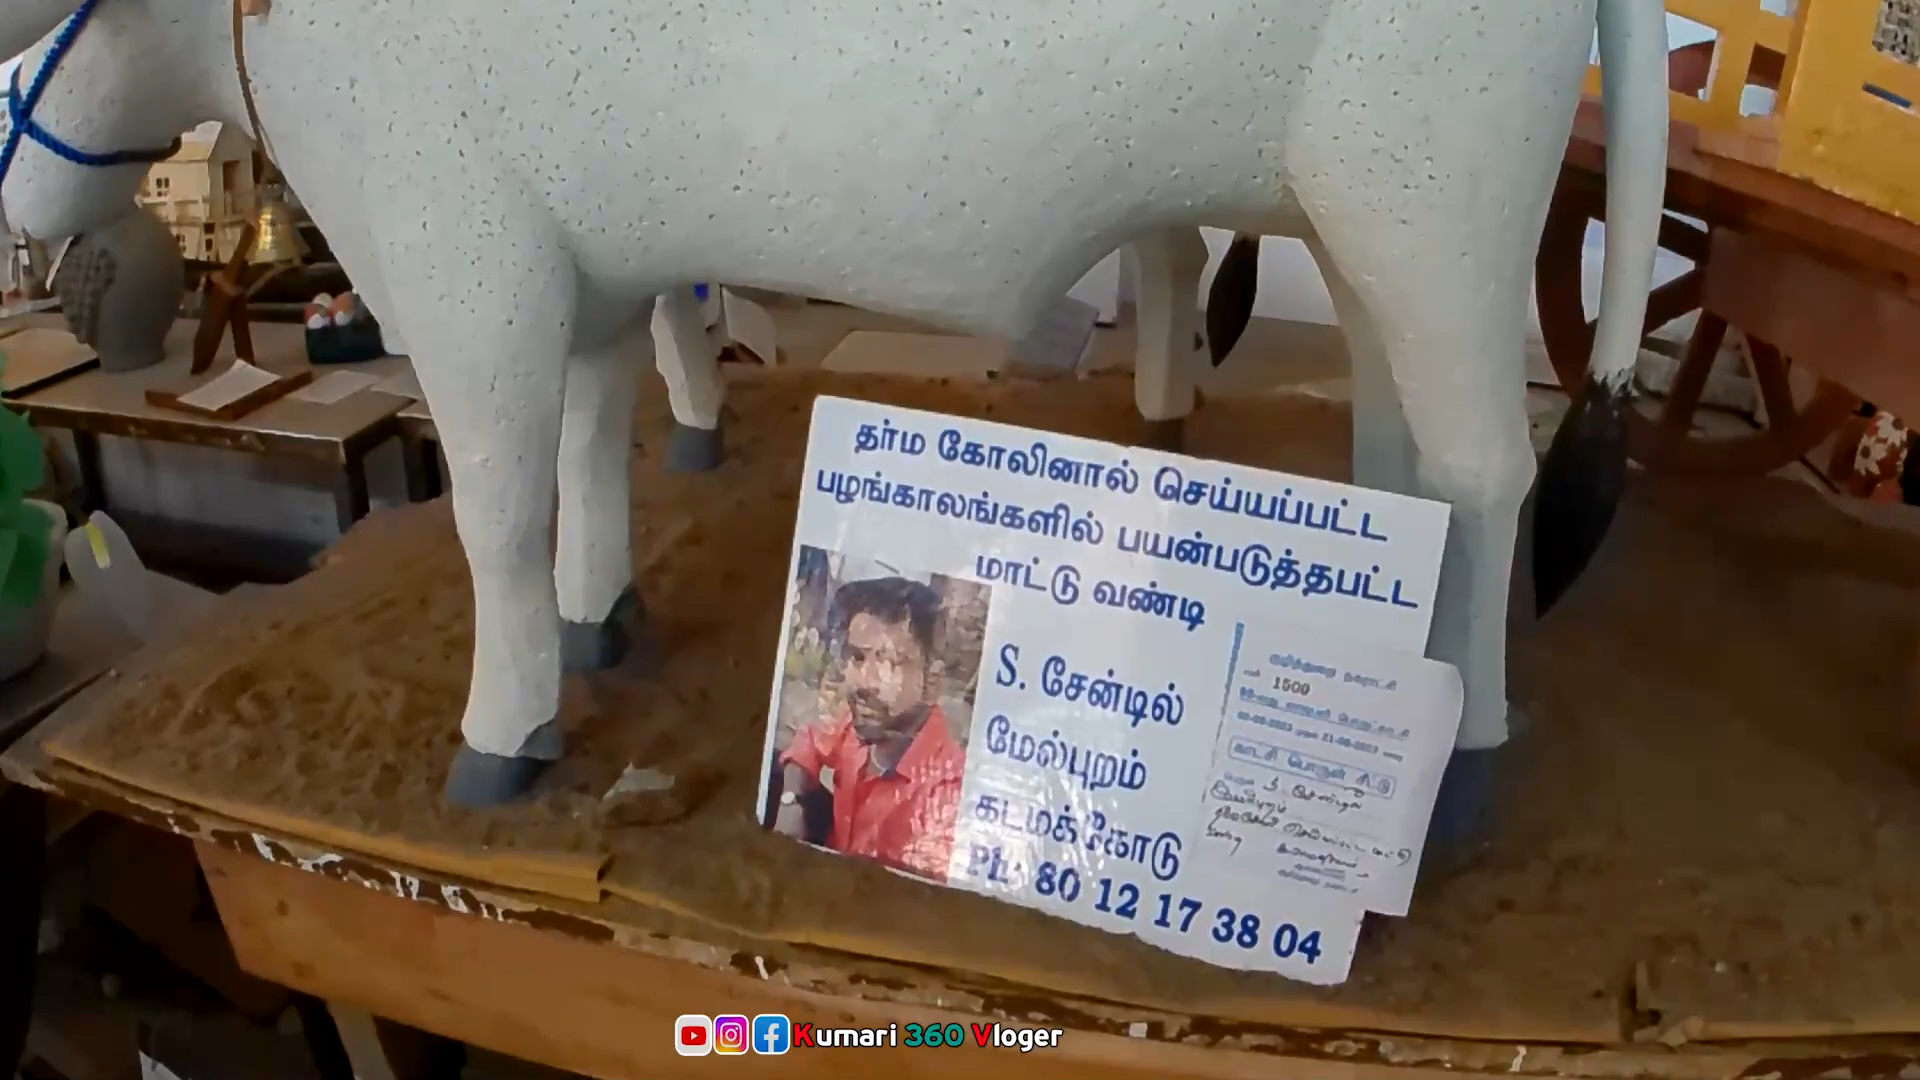 தர்ம கோலினால் செய்யப்பட்ட
பழங்காலங்களில் பயன்படுத்தபட்ட
மாட்டு வண்டி
S. சேன்டில்
மேல்புறம்
கடமக்கோடு
Ph: 80 12 17 38 04
குழித்துறை நகராட்சி
1500
காட்சி பொருள் சீட்டு
S. சேண்டில்
Kumari 360 Vloger